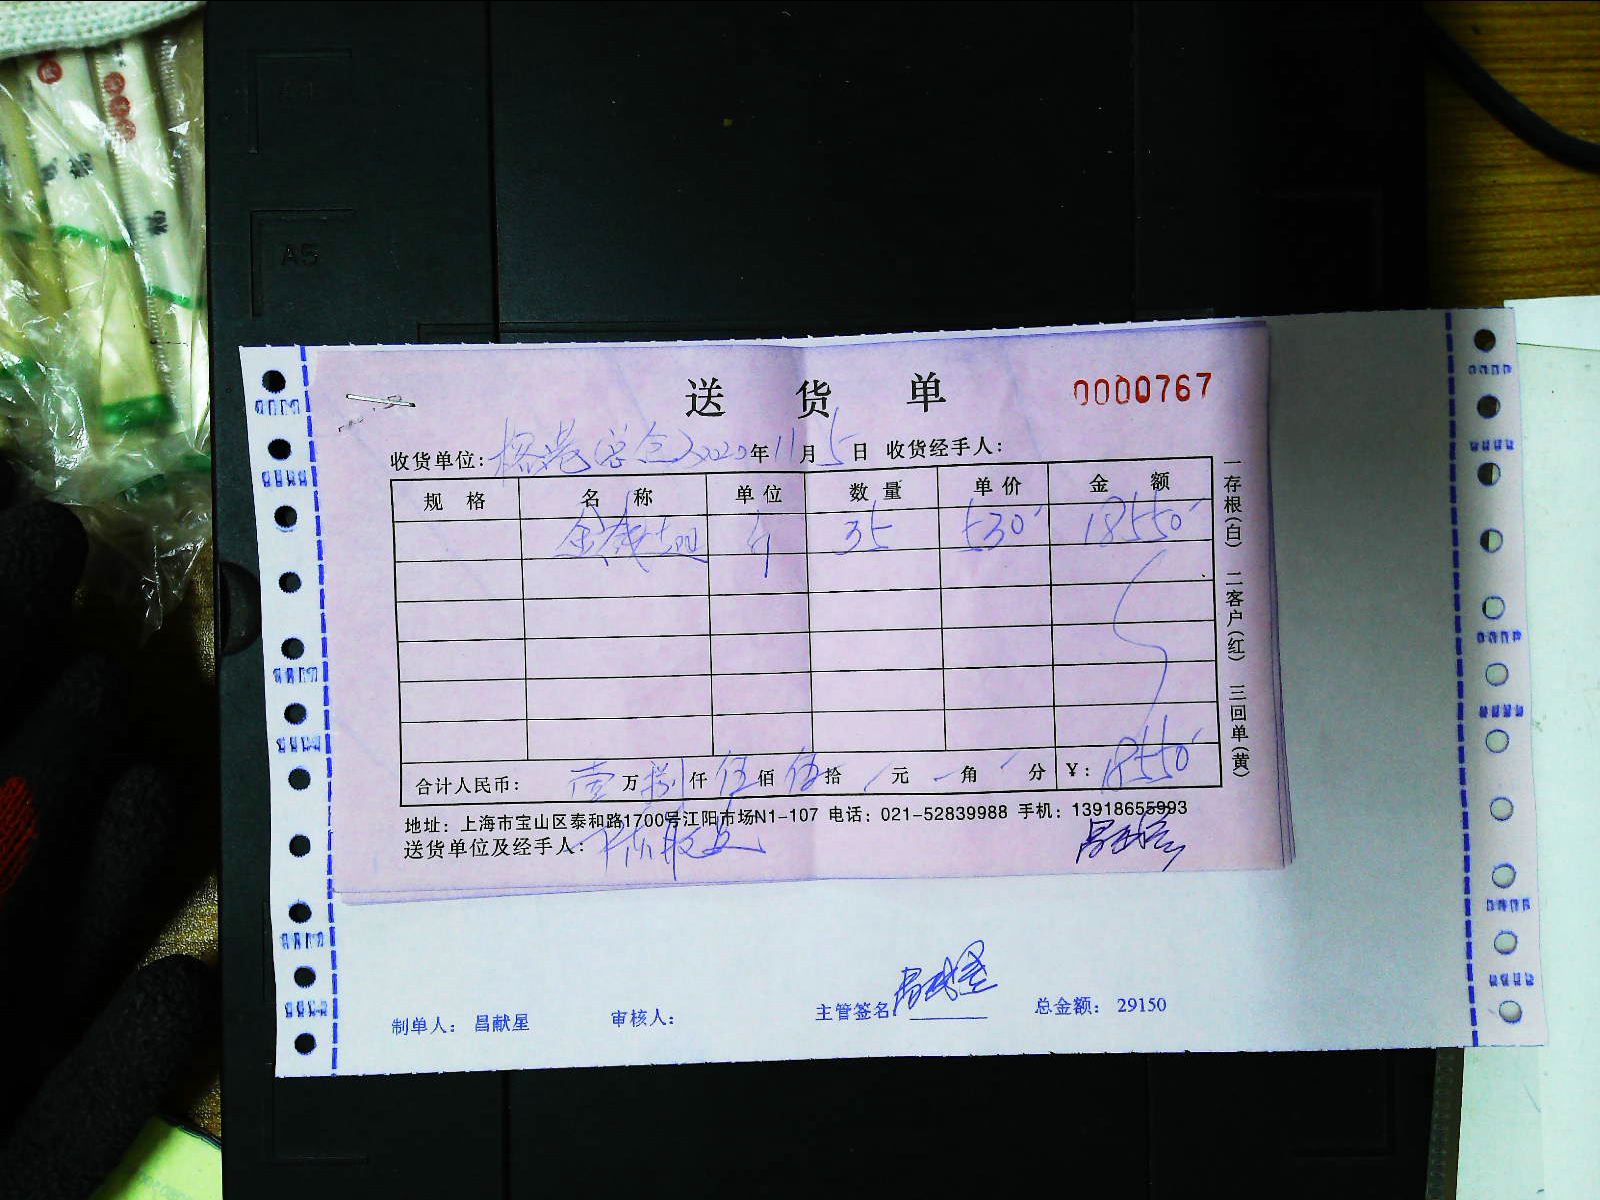 A5
送 货 单 0000767
收货单位: 2020年11月5日 收货经手人:
规 格 名 称 单位 数量 单价 金 额
斤 35 530 18550
合计人民币: 壹万捌仟伍佰伍拾 元 角 分 ¥: 18550
地址: 上海市宝山区泰和路1700号江阳市场N1-107 电话: 021-52839988 手机: 13918655993
送货单位及经手人:
一存根(白) 二客户(红) 三回单(黄)
制单人: 昌献星 审核人: 主管签名 昌献星 总金额: 29150